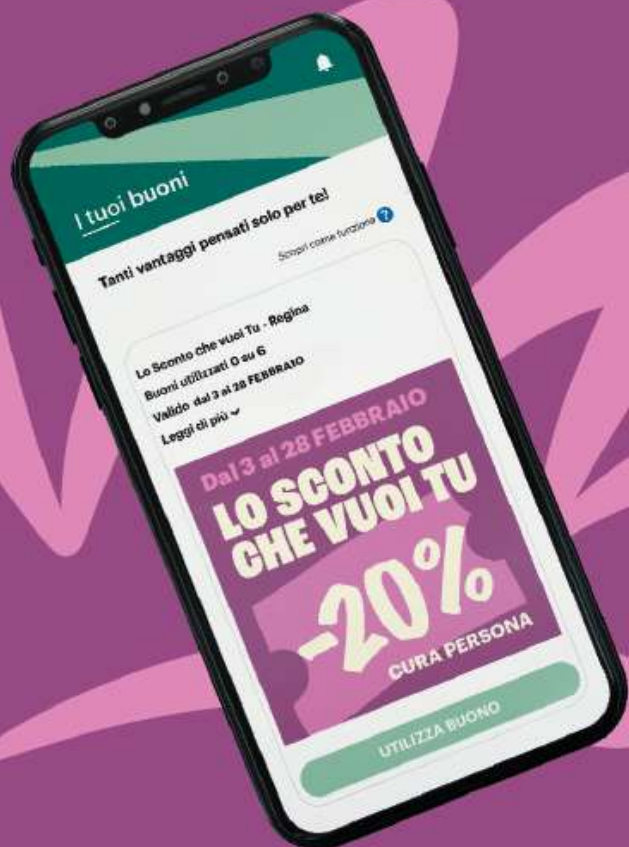 I tuoi buoni
Tanti vantaggi pensati solo per te!
Scopri come funziona ?
Lo Sconto che vuoi Tu - Regina
Buoni utilizzati 0 su 6
Valido dal 3 al 28 FEBBRAIO
Leggi di più
Dal 3 al 28 FEBBRAIO
LO SCONTO
CHE VUOI TU
-20%
CURA PERSONA
UTILIZZA BUONO